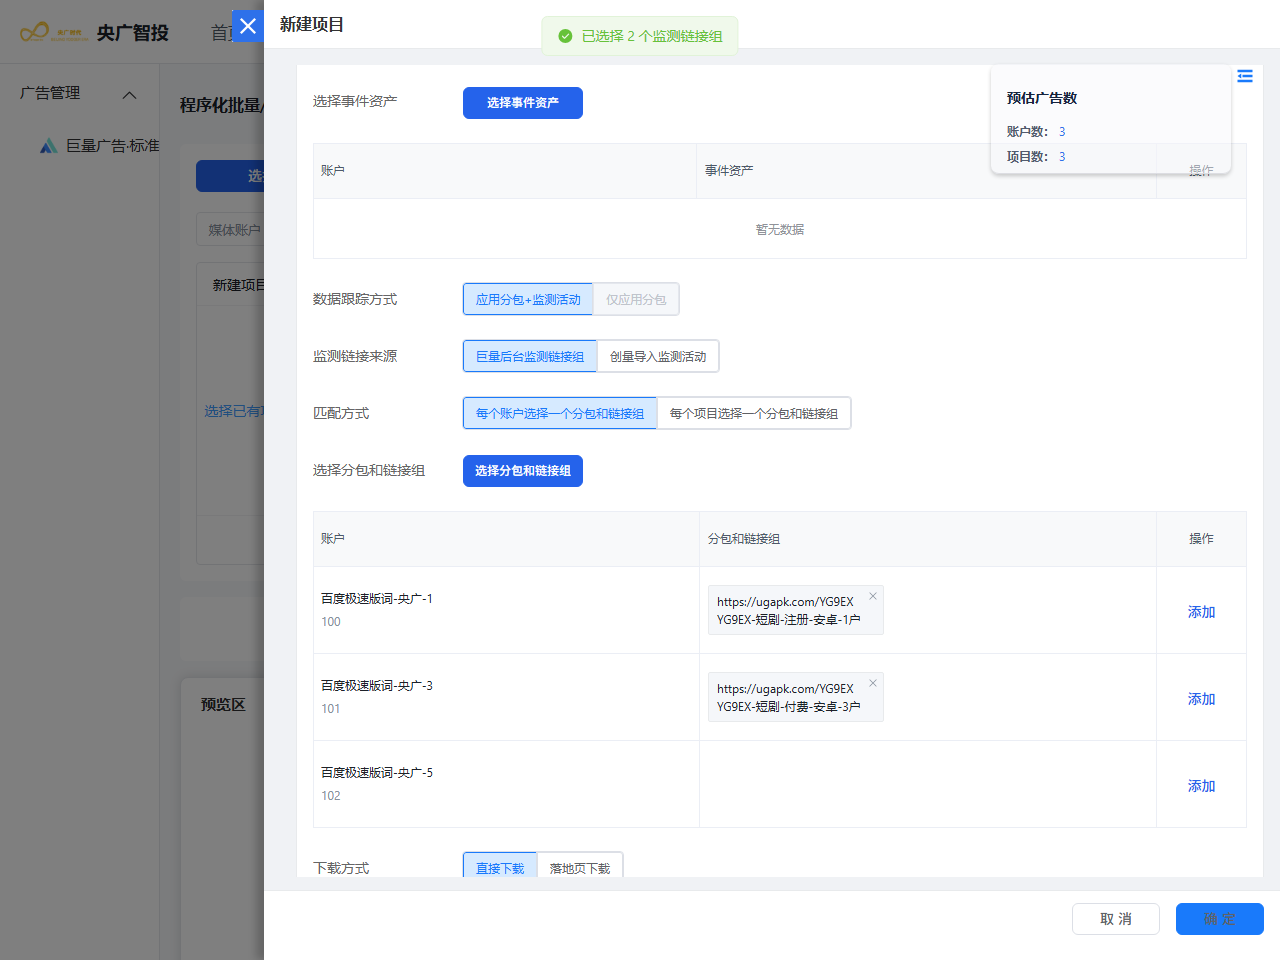 央广智投
首页
广告管理
巨量广告·标准
程序化批量
选
媒体账户
新建项目
选择已有项
预览区
新建项目
已选择 2 个监测链接组
选择事件资产
选择事件资产
预估广告数
账户数: 3
项目数: 3
账户
事件资产
操作
暂无数据
数据跟踪方式
应用分包+监测活动
仅应用分包
监测链接来源
巨量后台监测链接组
创量导入监测活动
匹配方式
每个账户选择一个分包和链接组
每个项目选择一个分包和链接组
选择分包和链接组
选择分包和链接组
账户
分包和链接组
操作
百度极速版词-央广-1
100
https://ugapk.com/YG9EX
YG9EX-短剧-注册-安卓-1户
添加
百度极速版词-央广-3
101
https://ugapk.com/YG9EX
YG9EX-短剧-付费-安卓-3户
添加
百度极速版词-央广-5
102
添加
下载方式
直接下载
落地页下载
取 消
确 定